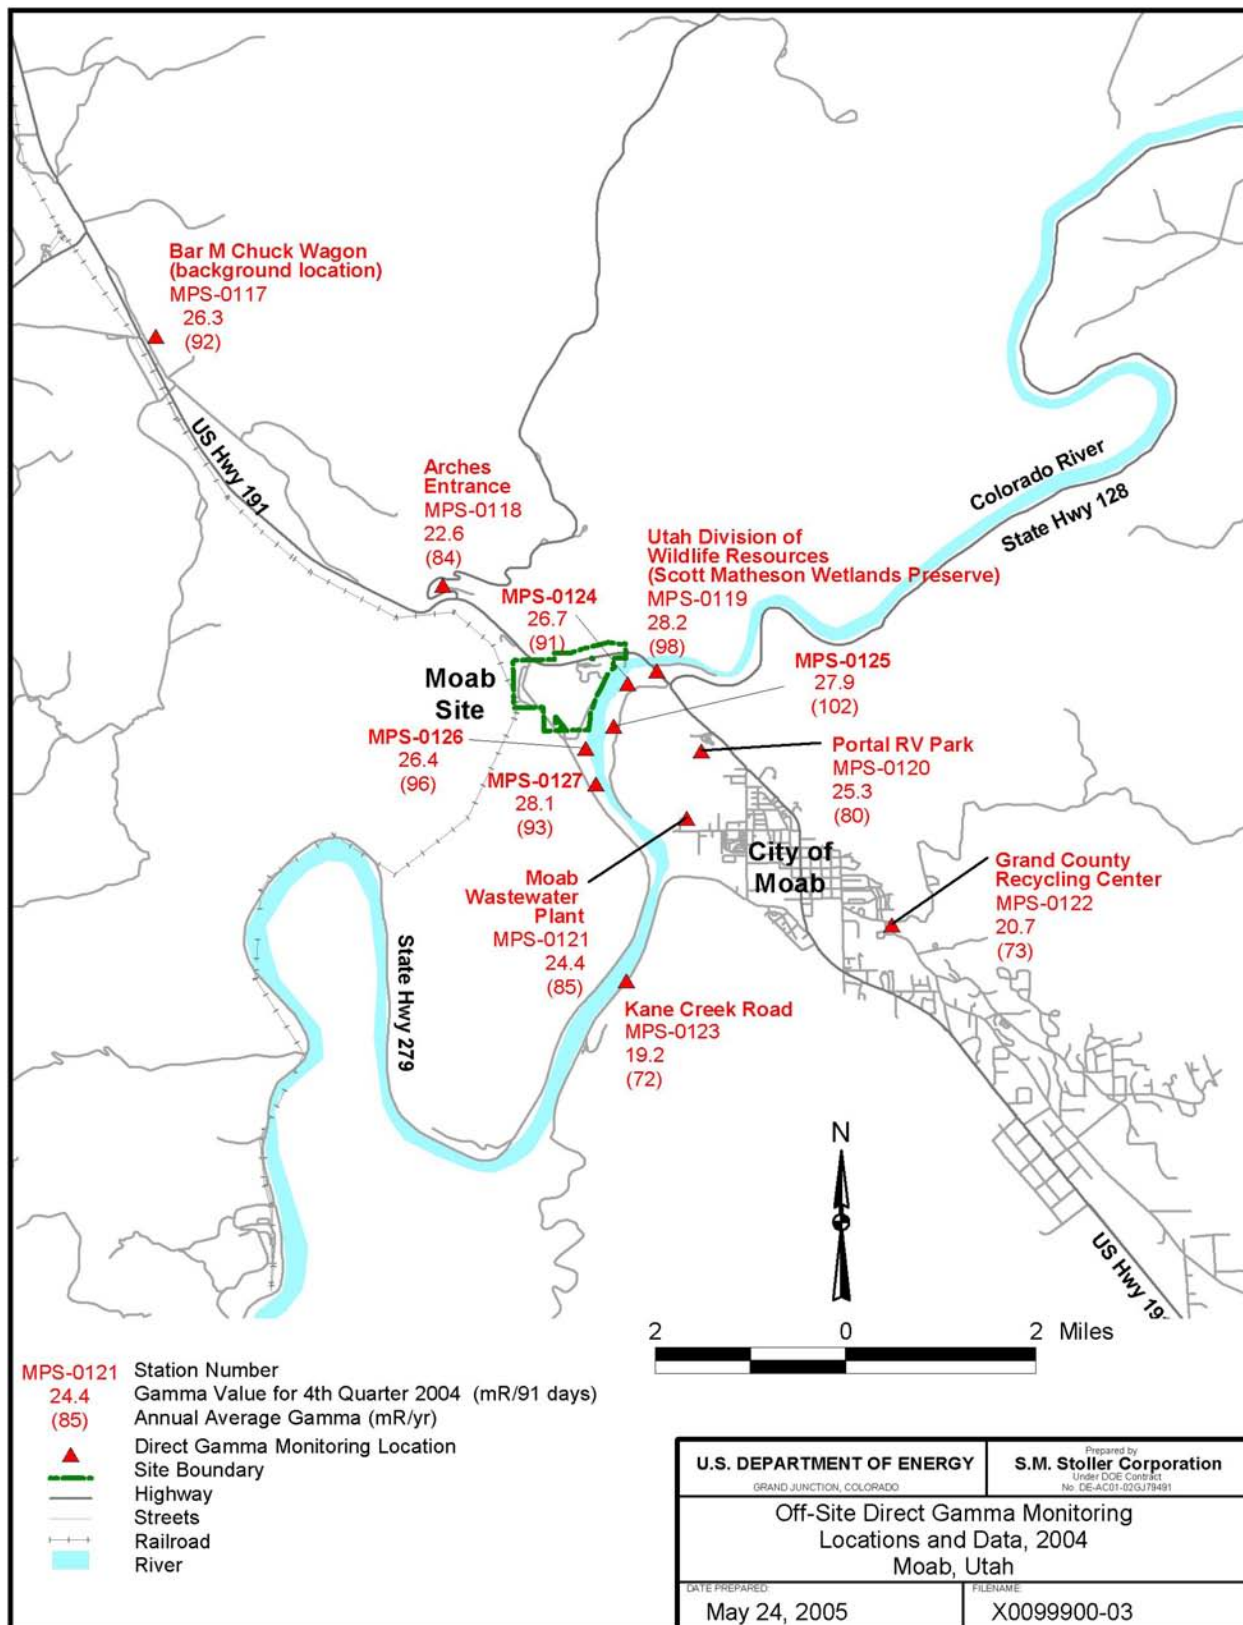 Bar M Chuck Wagon
(background location)
MPS-0117
26.3
(92)
US Hwy 191
Arches
Entrance
MPS-0118
22.6
(84)
Colorado River
State Hwy 128
Utah Division of
Wildlife Resources
(Scott Matheson Wetlands Preserve)
MPS-0119
28.2
(98)
MPS-0124
26.7
(91)
Moab
Site
MPS-0125
27.9
(102)
MPS-0126
26.4
(96)
Portal RV Park
MPS-0120
25.3
(80)
MPS-0127
28.1
(93)
City of
Moab
Moab
Wastewater
Plant
MPS-0121
24.4
(85)
Grand County
Recycling Center
MPS-0122
20.7
(73)
State Hwy 279
Kane Creek Road
MPS-0123
19.2
(72)
N
US Hwy 19
2 0 2 Miles
MPS-0121 Station Number
24.4 Gamma Value for 4th Quarter 2004 (mR/91 days)
(85) Annual Average Gamma (mR/yr)
Direct Gamma Monitoring Location
Site Boundary
Highway
Streets
Railroad
River
U.S. DEPARTMENT OF ENERGY
GRAND JUNCTION, COLORADO
Prepared by
S.M. Stoller Corporation
Under DOE Contract
No. DE-AC01-02GJ79491
Off-Site Direct Gamma Monitoring
Locations and Data, 2004
Moab, Utah
DATE PREPARED:
May 24, 2005
FILENAME:
X0099900-03